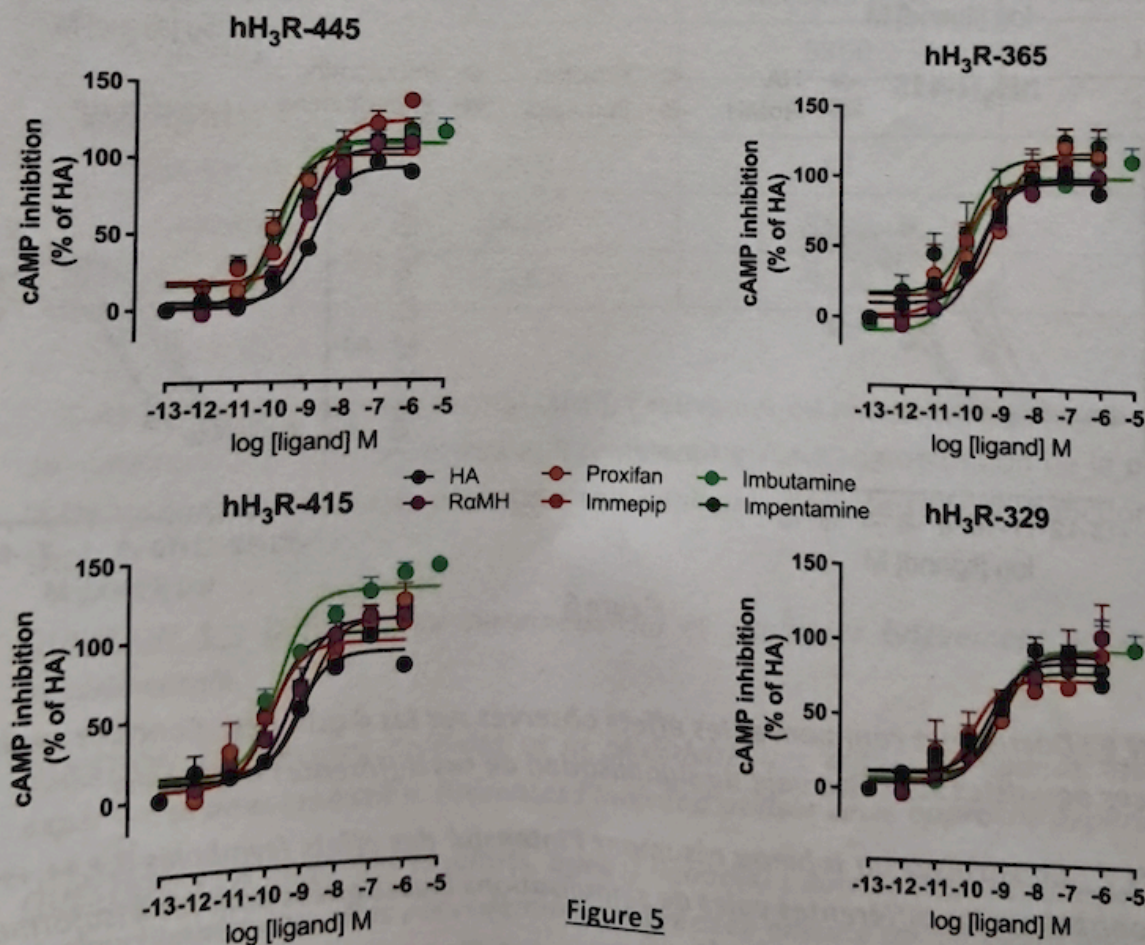 hH₃R-445
cAMP inhibition
(% of HA)
150
100
50
0
-13-12-11-10 -9 -8 -7 -6 -5
log [ligand] M
hH₃R-365
cAMP inhibition
(% of HA)
150
100
50
0
-13-12-11-10 -9 -8 -7 -6 -5
log [ligand] M
HA Proxifan Imbutamine
RαMH Immepip Impentamine
hH₃R-415
cAMP inhibition
(% of HA)
150
100
50
0
-13-12-11-10 -9 -8 -7 -6 -5
log [ligand] M
hH₃R-329
cAMP inhibition
(% of HA)
150
100
50
0
-13-12-11-10 -9 -8 -7 -6 -5
log [ligand] M
Figure 5